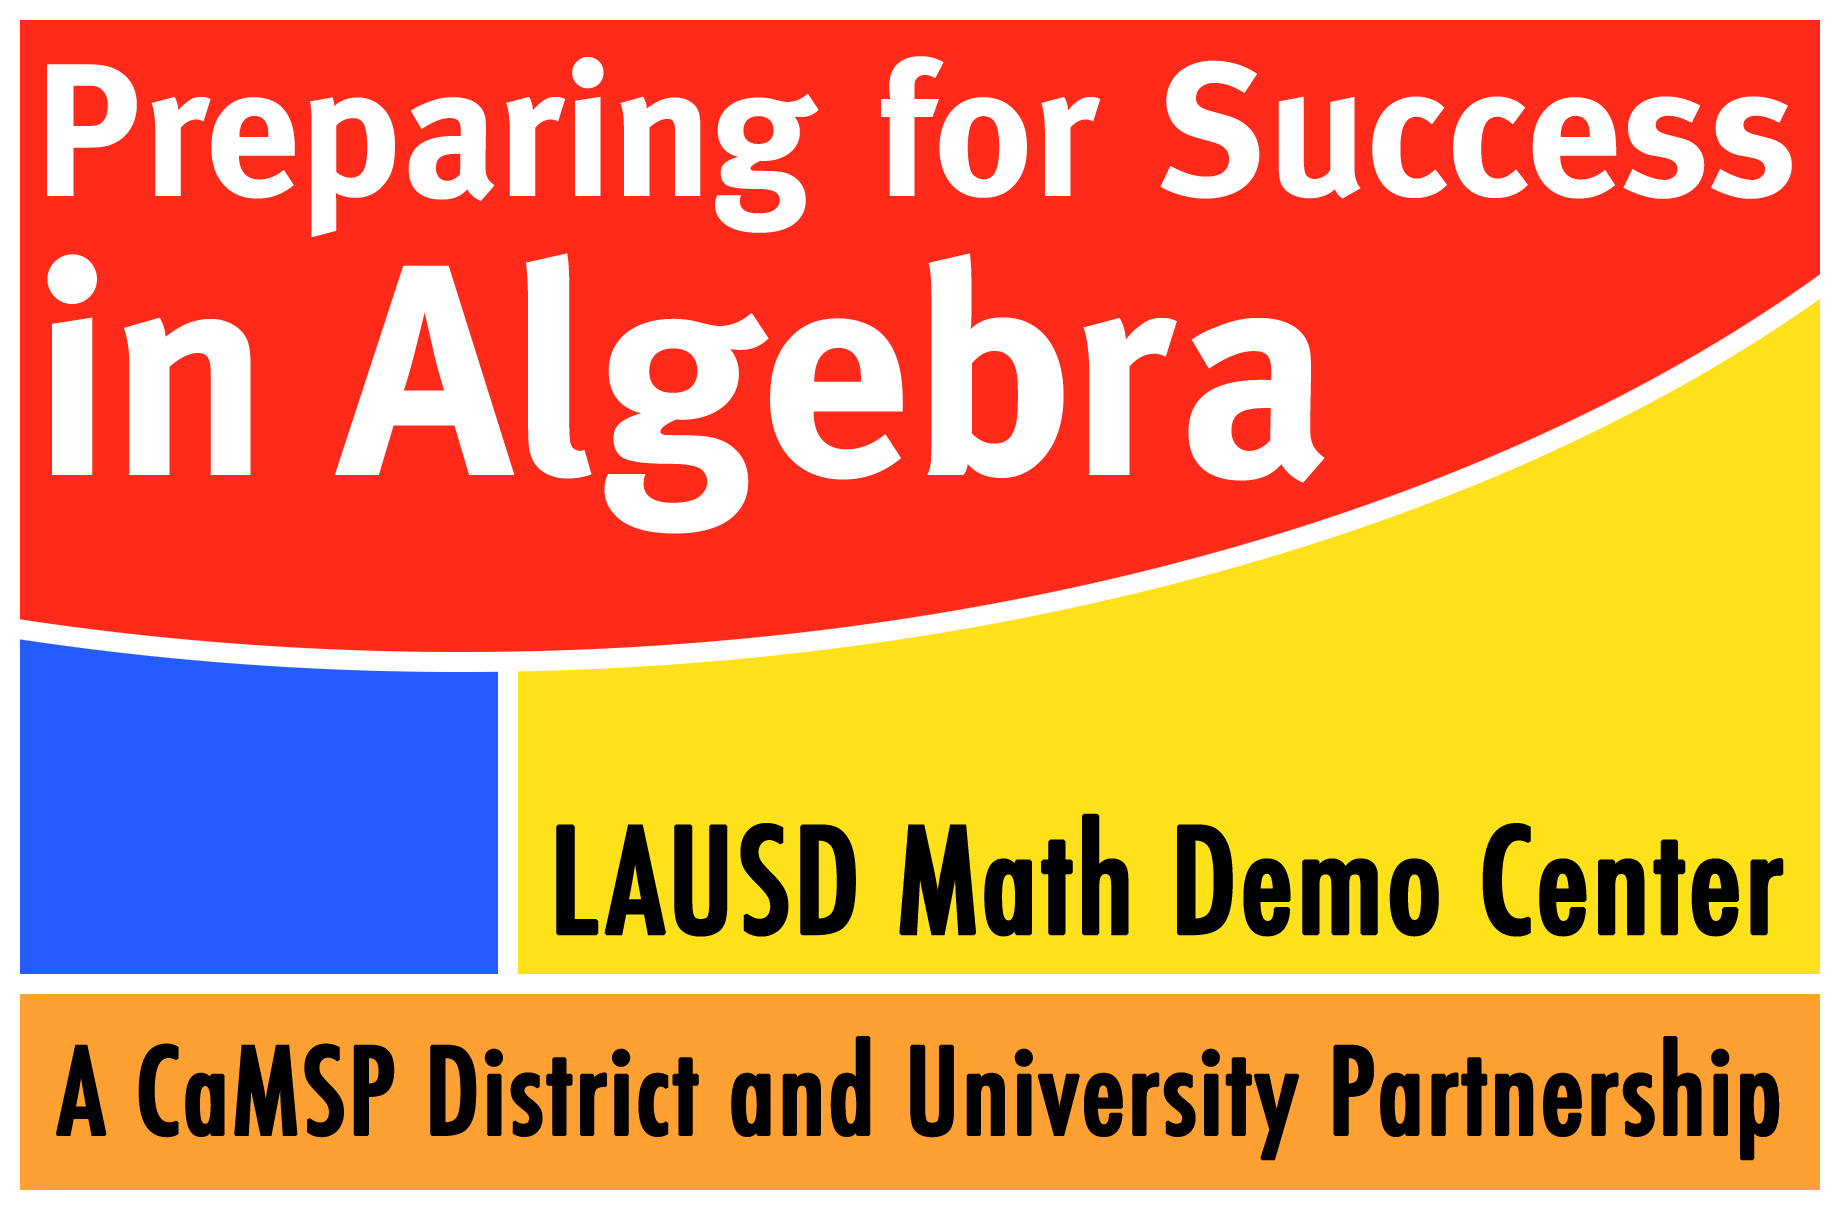 Preparing for Success
in Algebra
LAUSD Math Demo Center
A CaMSP District and University Partnership